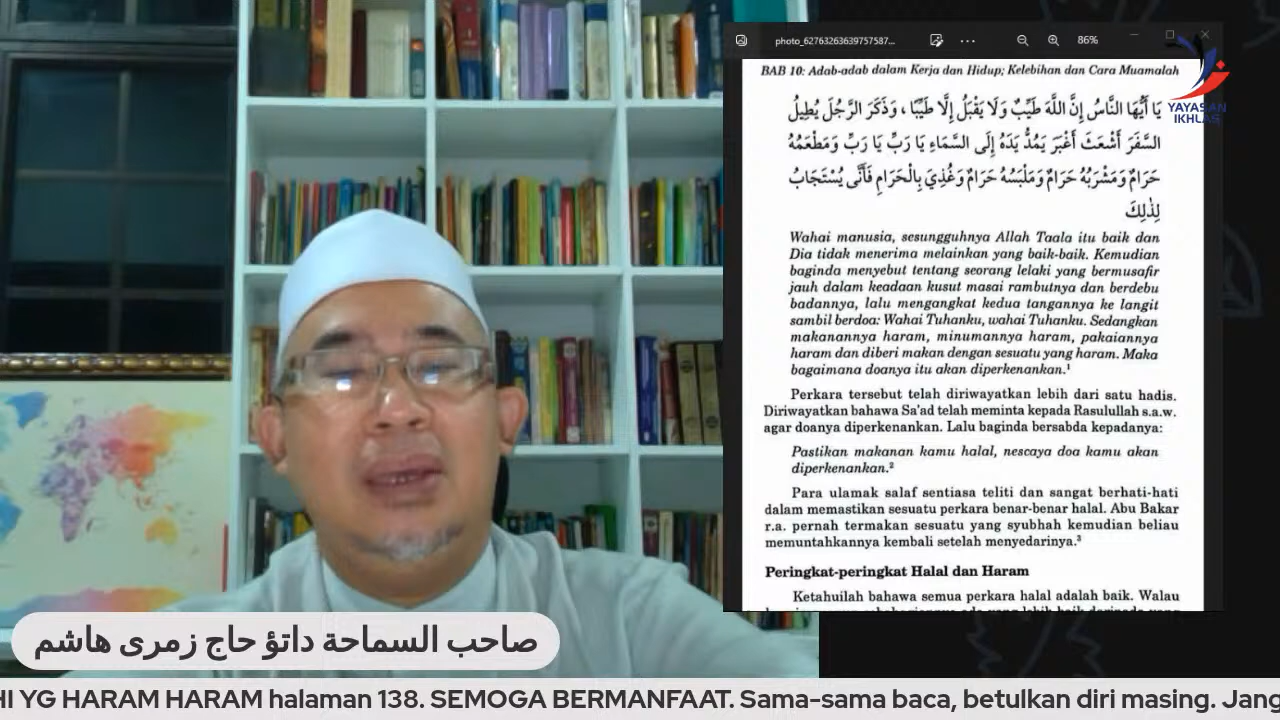 photo_62763263639757587...
86%
YAYASAN
IKHLAS
BAB 10: Adab-adab dalam Kerja dan Hidup; Kelebihan dan Cara Muamalah
يَا أَيُّهَا النَّاسُ إِنَّ اللَّهَ طَيِّبٌ وَلَا يَقْبَلُ إِلَّا طَيِّبًا ، وَذَكَرَ الرَّجُلَ يُطِيلُ
السَّفَرَ أَشْعَثَ أَغْبَرَ يَمُدُّ يَدَهُ إِلَى السَّمَاءِ يَا رَبِّ يَا رَبِّ وَمَطْعَمُهُ
حَرَامٌ وَمَشْرَبُهُ حَرَامٌ وَمَلْبَسُهُ حَرَامٌ وَغُذِيَ بِالْحَرَامِ فَأَنَّى يُسْتَجَابُ
لِذٰلِكَ
Wahai manusia, sesungguhnya Allah Taala itu baik dan
Dia tidak menerima melainkan yang baik-baik. Kemudian
baginda menyebut tentang seorang lelaki yang bermusafir
jauh dalam keadaan kusut masai rambutnya dan berdebu
badannya, lalu mengangkat kedua tangannya ke langit
sambil berdoa: Wahai Tuhanku, wahai Tuhanku. Sedangkan
makanannya haram, minumannya haram, pakaiannya
haram dan diberi makan dengan sesuatu yang haram. Maka
bagaimana doanya itu akan diperkenankan.¹
Perkara tersebut telah diriwayatkan lebih dari satu hadis.
Diriwayatkan bahawa Sa'ad telah meminta kepada Rasulullah s.a.w.
agar doanya diperkenankan. Lalu baginda bersabda kepadanya:
Pastikan makanan kamu halal, nescaya doa kamu akan
diperkenankan.²
Para ulamak salaf sentiasa teliti dan sangat berhati-hati
dalam memastikan sesuatu perkara benar-benar halal. Abu Bakar
r.a. pernah termakan sesuatu yang syubhah kemudian beliau
memuntahkannya kembali setelah menyedarinya.³
Peringkat-peringkat Halal dan Haram
Ketahuilah bahawa semua perkara halal adalah baik. Walau
صاحب السماحة داتؤ حاج زمرى هاشم
HI YG HARAM HARAM halaman 138. SEMOGA BERMANFAAT. Sama-sama baca, betulkan diri masing. Jang